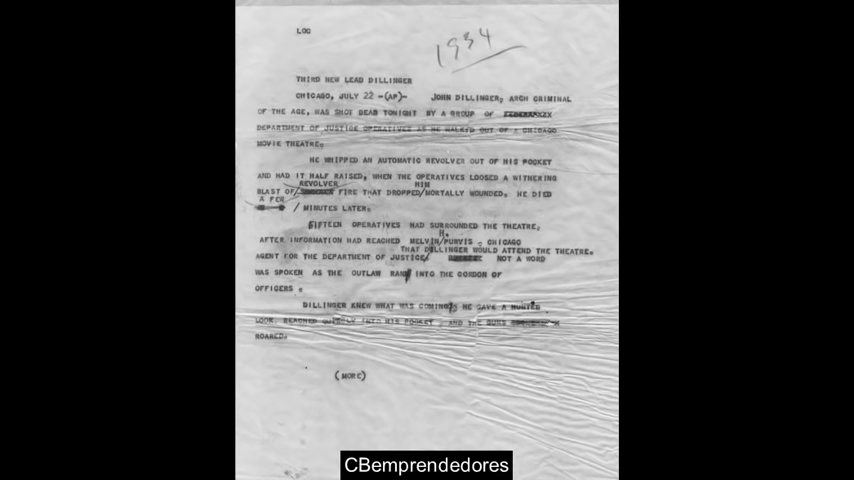 LOG
1934
THIRD NEW LEAD DILLINGER
CHICAGO, JULY 22 -(AP)- JOHN DILLINGER, ARCH CRIMINAL
OF THE AGE, WAS SHOT DEAD TONIGHT BY A GROUP OF
DEPARTMENT OF JUSTICE OPERATIVES AS HE WALKED OUT OF A CHICAGO
MOVIE THEATRE.
HE WHIPPED AN AUTOMATIC REVOLVER OUT OF HIS POCKET
AND HAD IT HALF RAISED, WHEN THE OPERATIVES LOOSED A WITHERING
REVOLVER HIM
BLAST OF/ FIRE THAT DROPPED/MORTALLY WOUNDED. HE DIED
A FEW
/ MINUTES LATER.
FIFTEEN OPERATIVES HAD SURROUNDED THE THEATRE,
H.
AFTER INFORMATION HAD REACHED MELVIN/PURVIS, CHICAGO
THAT DILLINGER WOULD ATTEND THE THEATRE.
AGENT FOR THE DEPARTMENT OF JUSTICE/ NOT A WORD
WAS SPOKEN AS THE OUTLAW RAN INTO THE CORDON OF
OFFICERS.
DILLINGER KNEW WHAT WAS COMING. HE GAVE A HUNTED
LOOK, REACHED QUICKLY INTO HIS POCKET, AND THE GUNS
ROARED.
(MORE)
CBemprendedores